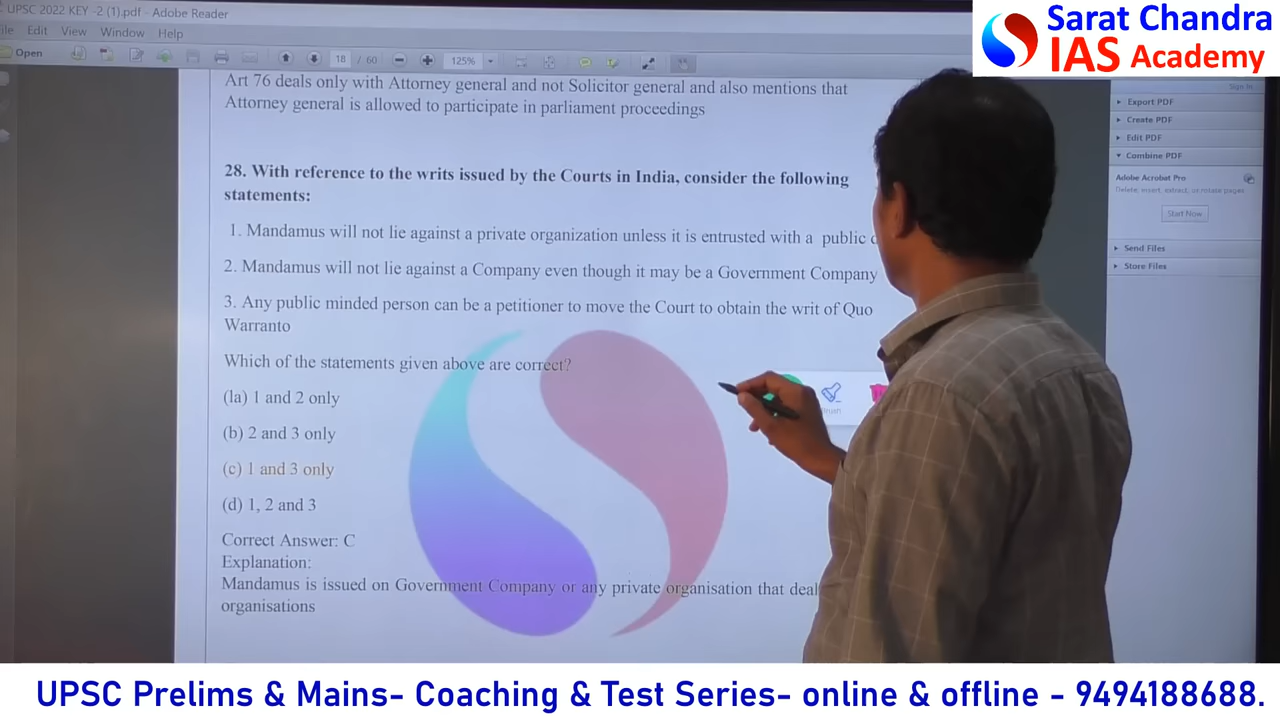 UPSC 2022 KEY -2 (1).pdf - Adobe Reader
File Edit View Window Help
Open 18 / 60 125%
Sarat Chandra
IAS Academy
Sign In
Export PDF
Create PDF
Edit PDF
Combine PDF
Adobe Acrobat Pro
Delete, insert, extract, or rotate pages
Start Now
Send Files
Store Files
Art 76 deals only with Attorney general and not Solicitor general and also mentions that
Attorney general is allowed to participate in parliament proceedings
28. With reference to the writs issued by the Courts in India, consider the following
statements:
1. Mandamus will not lie against a private organization unless it is entrusted with a public
2. Mandamus will not lie against a Company even though it may be a Government Company
3. Any public minded person can be a petitioner to move the Court to obtain the writ of Quo
Warranto
Which of the statements given above are correct?
(la) 1 and 2 only
(b) 2 and 3 only
(c) 1 and 3 only
(d) 1, 2 and 3
Correct Answer: C
Explanation:
Mandamus is issued on Government Company or any private organisation that deal
organisations
UPSC Prelims & Mains- Coaching & Test Series- online & offline - 9494188688.